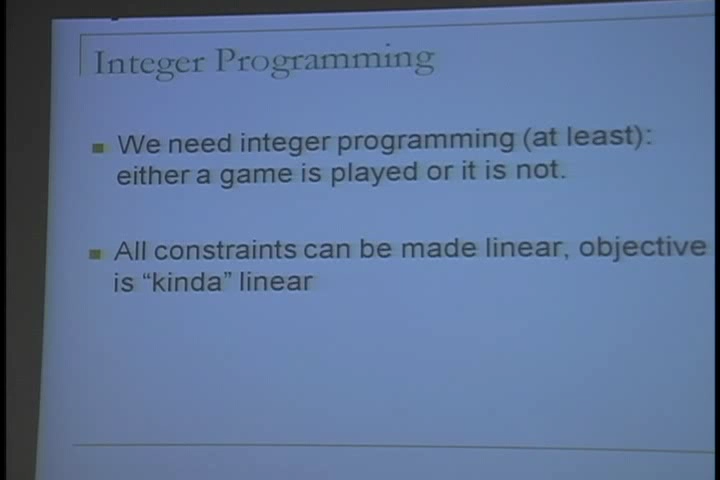 Integer Programming
We need integer programming (at least):
either a game is played or it is not.
All constraints can be made linear, objective
is “kinda” linear